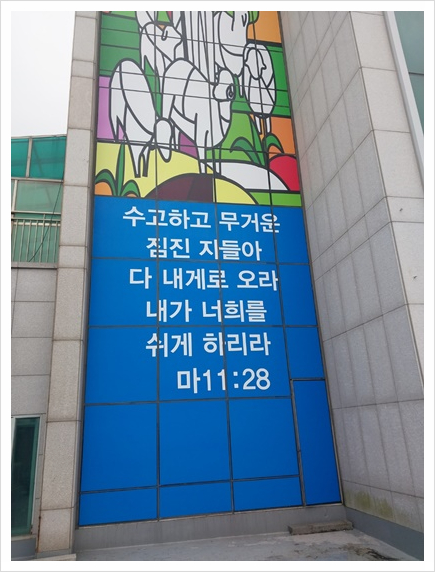 수고하고 무거운
짐진 자들아
다 내게로 오라
내가 너희를
쉬게 하리라
마11:28